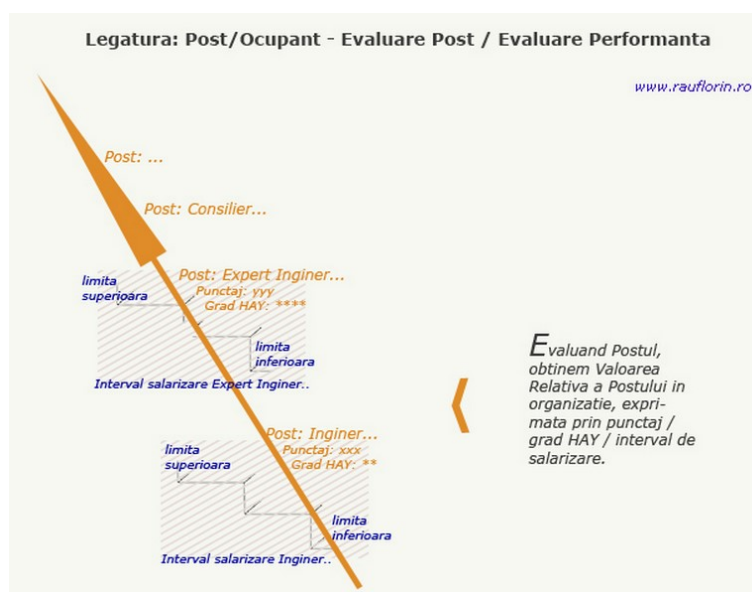 Legatura: Post/Ocupant - Evaluare Post / Evaluare Performanta
www.rauflorin.ro
Post: ...
Post: Consilier...
Post: Expert Inginer...
Punctaj: yyy
Grad HAY: ****
limita
superioara
limita
inferioara
Interval salarizare Expert Inginer..
Evaluand Postul,
obtinem Valoarea
Relativa a Postului in
organizatie, expri-
mata prin punctaj /
grad HAY / interval de
salarizare.
Post: Inginer...
Punctaj: xxx
Grad HAY: **
limita
superioara
limita
inferioara
Interval salarizare Inginer..